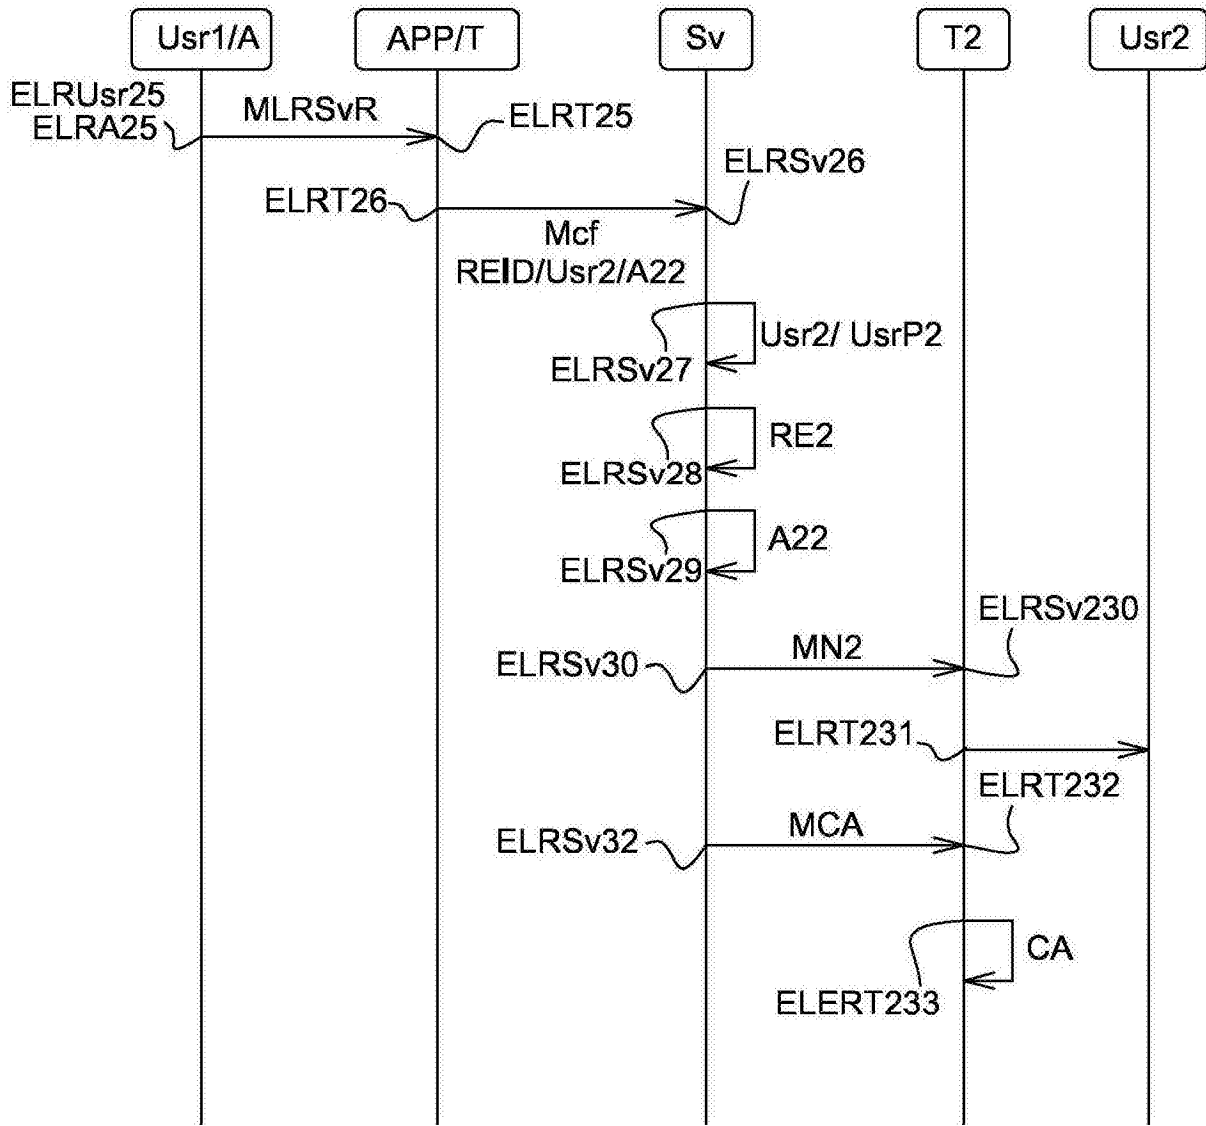 Usr1/A
APP/T
Sv
T2
Usr2
ELRUsr25
ELRA25
MLRSvR
ELRT25
ELRSv26
ELRT26
Mcf
REID/Usr2/A22
Usr2/ UsrP2
ELRSv27
RE2
ELRSv28
A22
ELRSv29
ELRSv230
MN2
ELRSv30
ELRT231
ELRT232
MCA
ELRSv32
CA
ELERT233